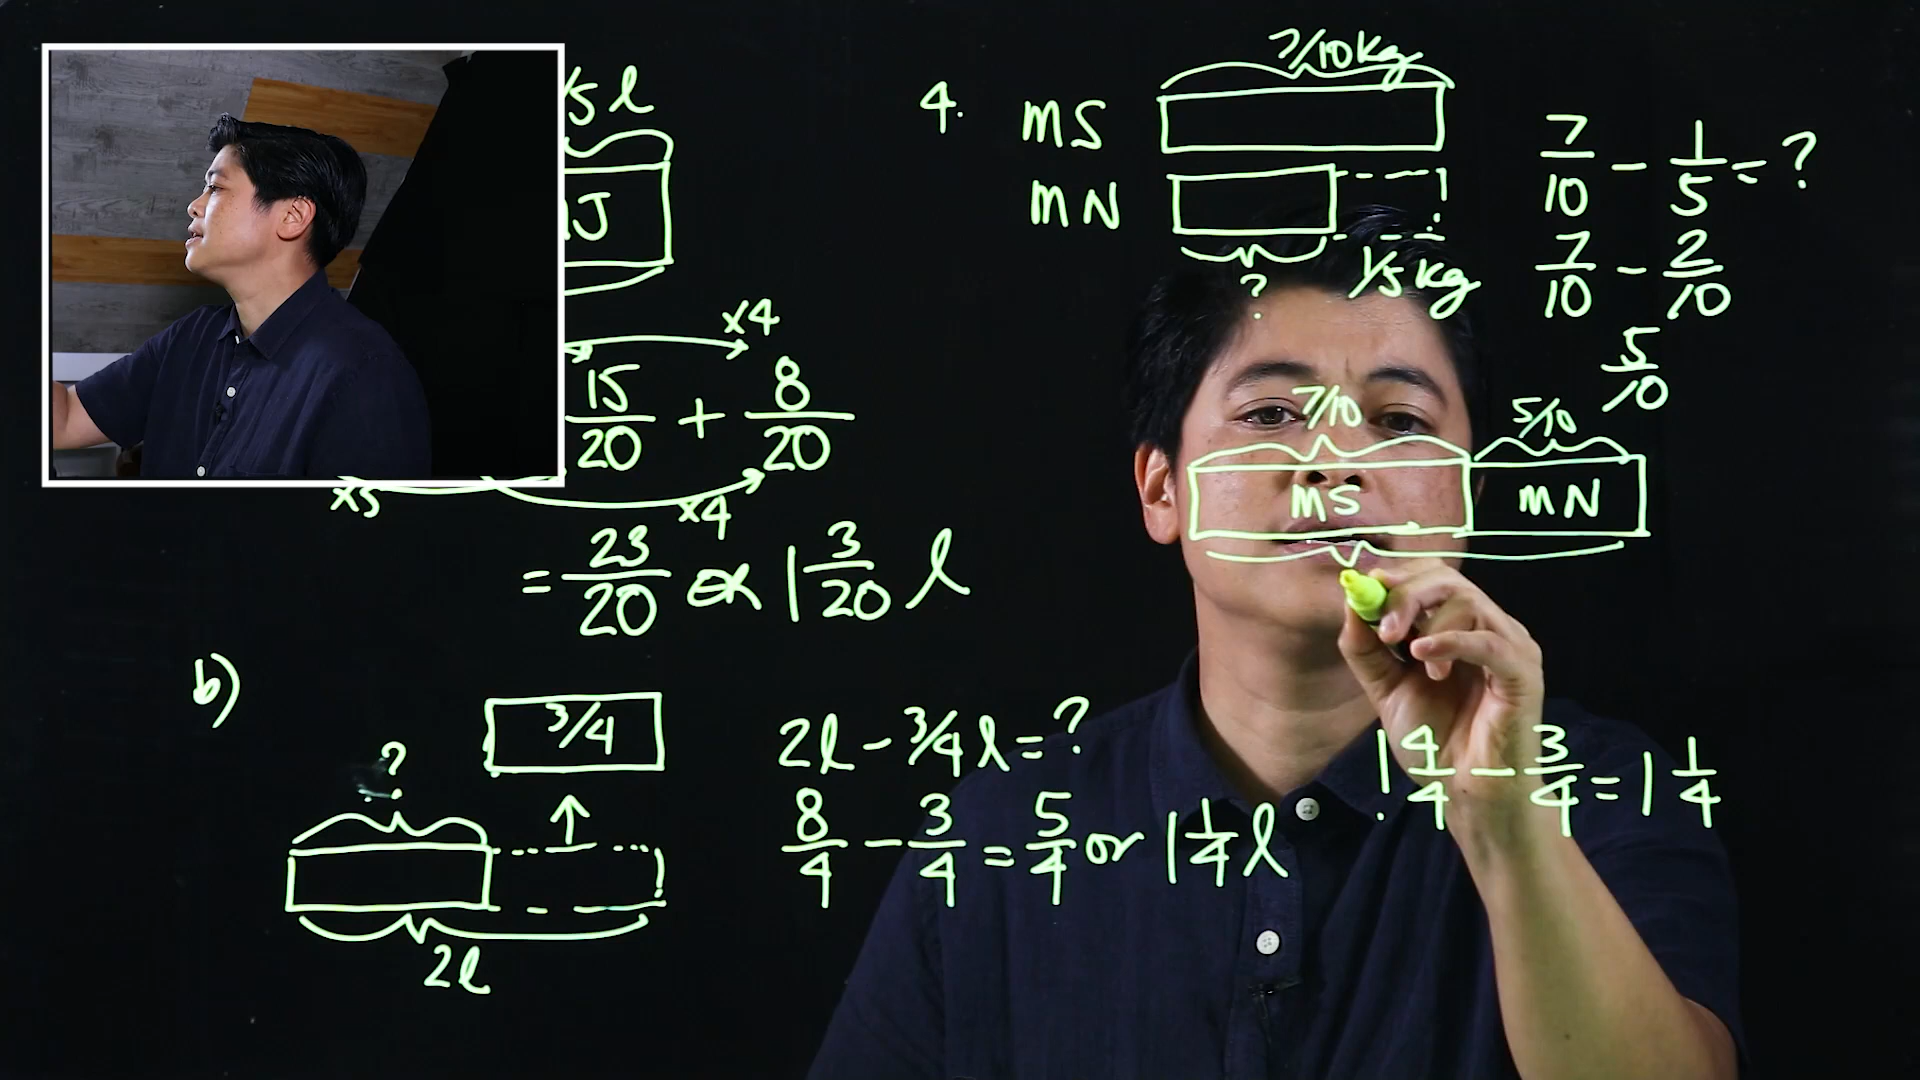 /5 l
J
x4
15/20 + 8/20
x5
x4
= 23/20 or 1 3/20 l
b)
3/4
?
2l
2l - 3/4 l = ?
8/4 - 3/4 = 5/4 or 1 1/4 l
1 4/4 - 3/4 = 1 1/4
4.
7/10 kg
MS
MN
?
1/5 kg
7/10 - 1/5 = ?
7/10 - 2/10
5/10
7/10
5/10
MS
MN